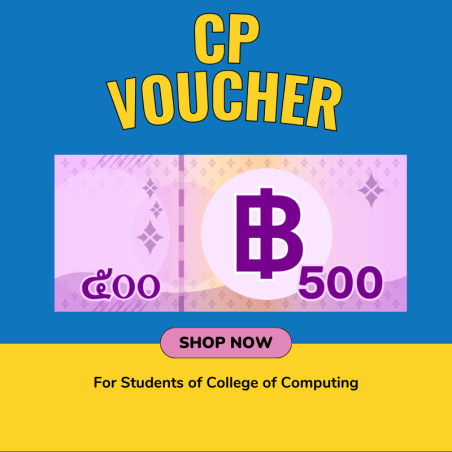 CP
VOUCHER
฿
๕๐๐
500
SHOP NOW
For Students of College of Computing